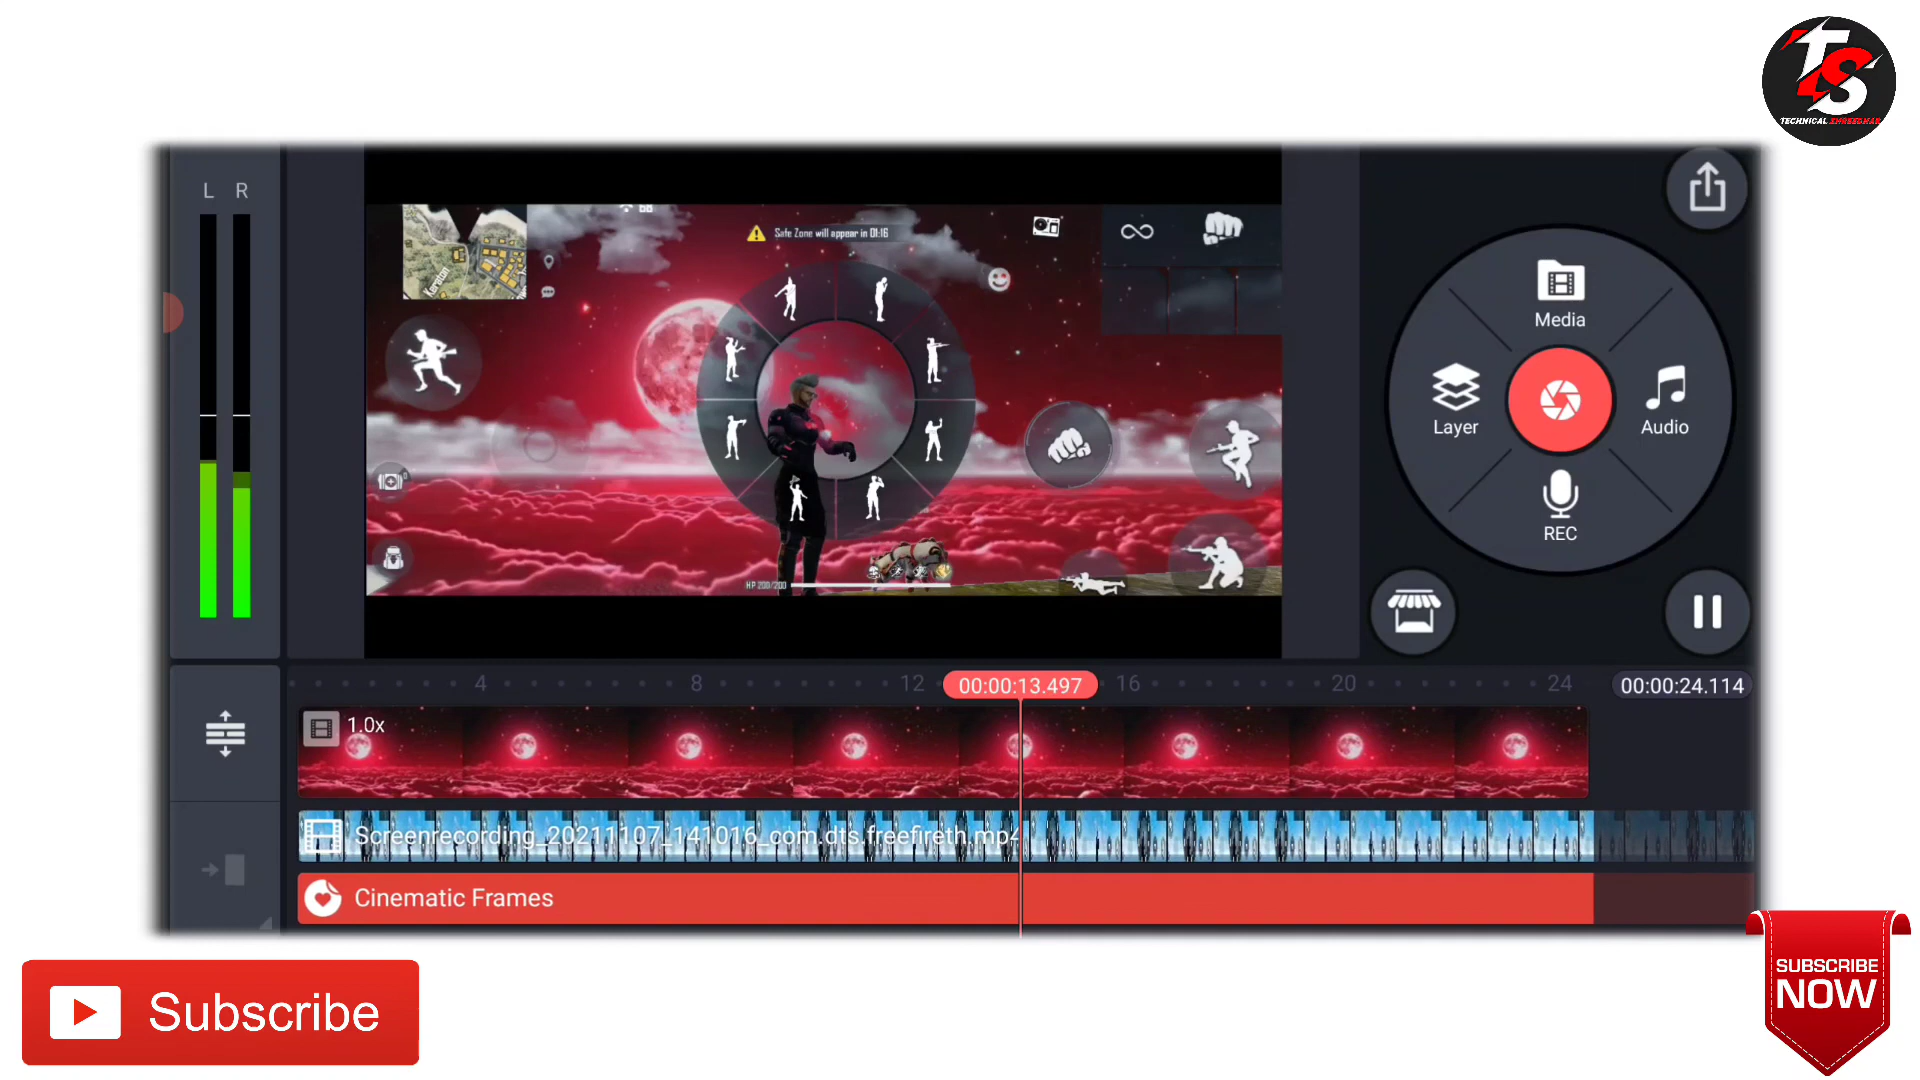 TS
TECHNICAL SHREEDHAR
L R
Keraton
Safe Zone will appear in 01:16
HP 200/200
Media
Layer
Audio
REC
4 8 12 00:00:13.497 16 20 24 00:00:24.114
1.0x
Screenrecording_20211107_141016_com.dts.freefireth.mp4
Cinematic Frames
Subscribe
SUBSCRIBE
NOW